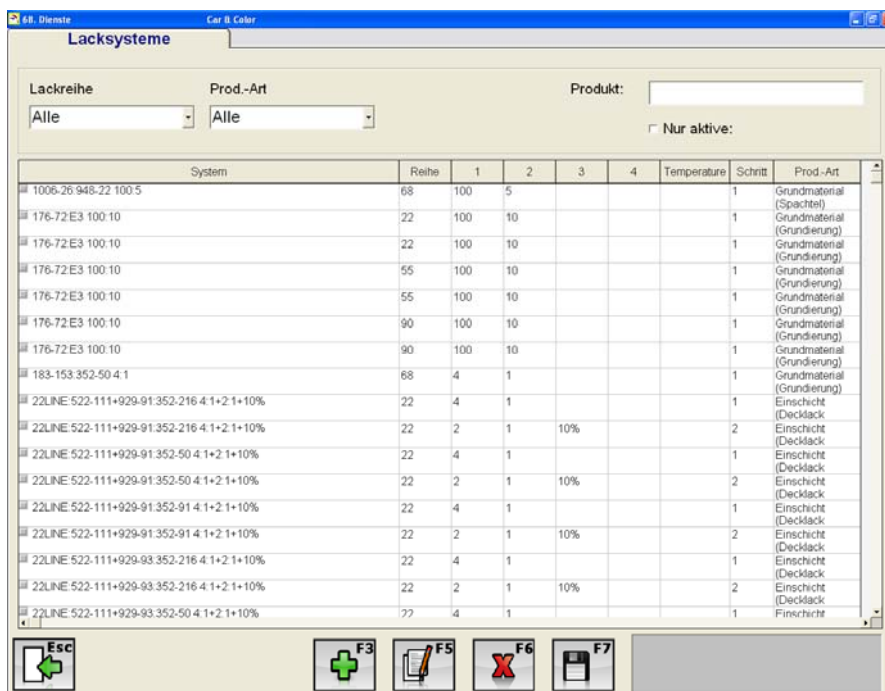 6B. Dienste Car & Color
Lacksysteme
Lackreihe Prod.-Art Produkt:
Alle Alle
Nur aktive:
System Reihe 1 2 3 4 Temperature Schritt Prod.-Art
1006-26:948-22 100:5 68 100 5 1 Grundmaterial
(Spachtel)
176-72:E3 100:10 22 100 10 1 Grundmaterial
(Grundierung)
176-72:E3 100:10 22 100 10 1 Grundmaterial
(Grundierung)
176-72:E3 100:10 55 100 10 1 Grundmaterial
(Grundierung)
176-72:E3 100:10 55 100 10 1 Grundmaterial
(Grundierung)
176-72:E3 100:10 90 100 10 1 Grundmaterial
(Grundierung)
176-72:E3 100:10 90 100 10 1 Grundmaterial
(Grundierung)
183-153:352-50 4:1 68 4 1 1 Grundmaterial
(Grundierung)
22LINE:522-111+929-91:352-216 4:1+2:1+10% 22 4 1 1 Einschicht
(Decklack
22LINE:522-111+929-91:352-216 4:1+2:1+10% 22 2 1 10% 2 Einschicht
(Decklack
22LINE:522-111+929-91:352-50 4:1+2:1+10% 22 4 1 1 Einschicht
(Decklack
22LINE:522-111+929-91:352-50 4:1+2:1+10% 22 2 1 10% 2 Einschicht
(Decklack
22LINE:522-111+929-91:352-91 4:1+2:1+10% 22 4 1 1 Einschicht
(Decklack
22LINE:522-111+929-91:352-91 4:1+2:1+10% 22 2 1 10% 2 Einschicht
(Decklack
22LINE:522-111+929-93:352-216 4:1+2:1+10% 22 4 1 1 Einschicht
(Decklack
22LINE:522-111+929-93:352-216 4:1+2:1+10% 22 2 1 10% 2 Einschicht
(Decklack
22LINE:522-111+929-93:352-50 4:1+2:1+10% 22 4 1 1 Einschicht
Esc F3 F5 F6 F7